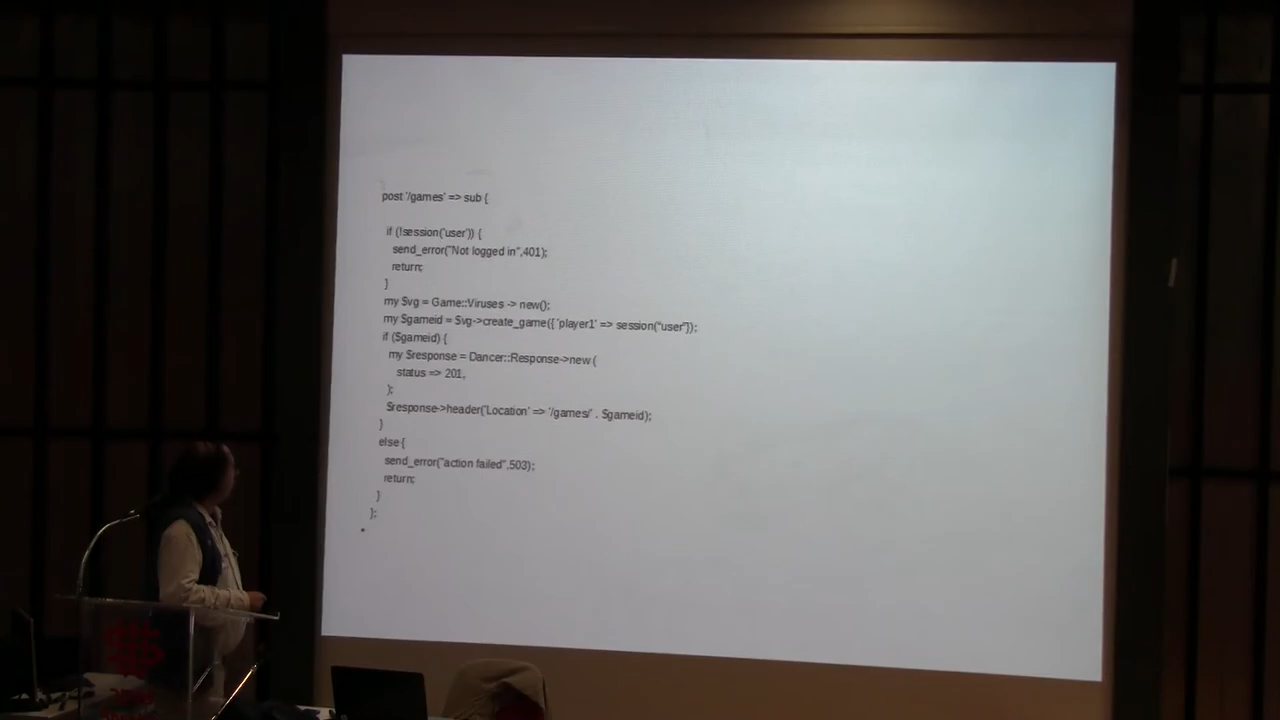 post '/games' => sub {
if (!session('user')) {
send_error("Not logged in",401);
return;
}
my $vg = Game::Viruses -> new();
my $gameid = $vg->create_game({'player1' => session("user"});
if ($gameid) {
my $response = Dancer::Response->new (
status => 201,
);
$response->header('Location' => '/games/' . $gameid);
}
else {
send_error("action failed",503);
return;
}
};